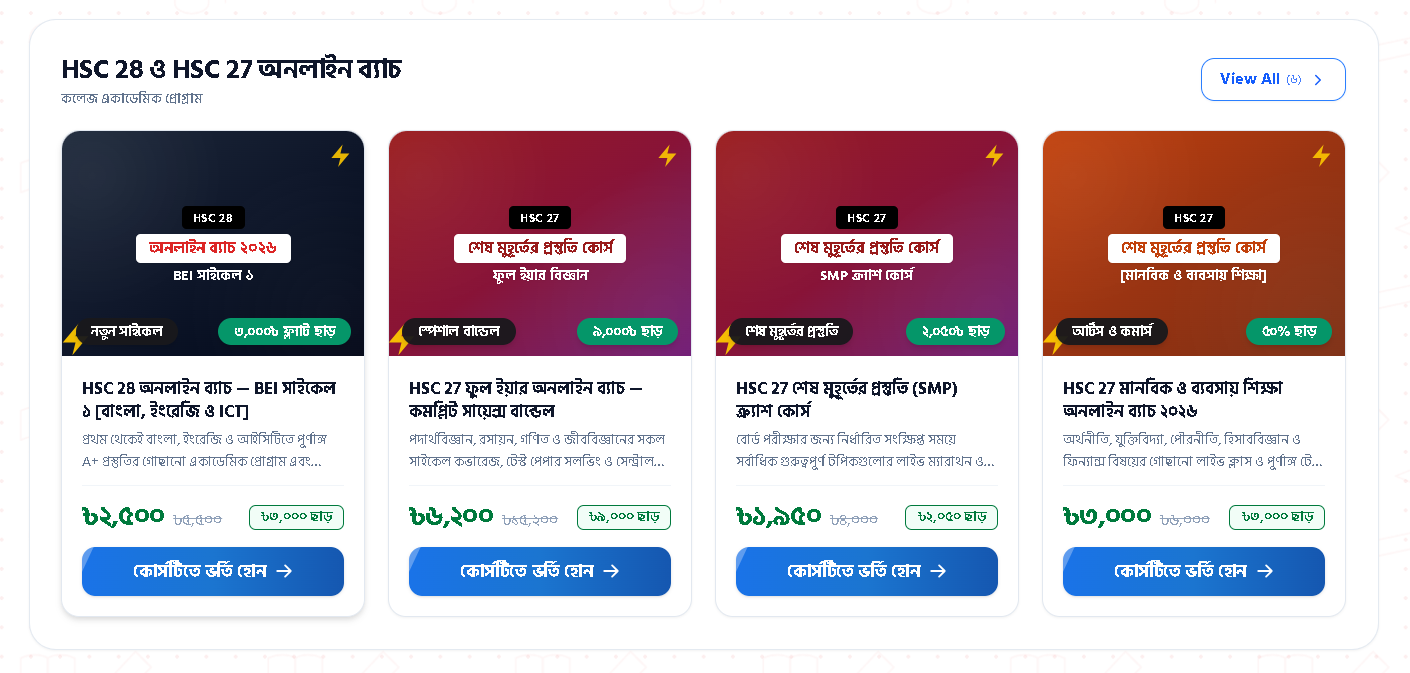 HSC 28 ও HSC 27 অনলাইন ব্যাচ
কলেজ একাডেমিক প্রোগ্রাম
View All (৬)
HSC 28
অনলাইন ব্যাচ ২০২৬
BEI সাইকেল ১
নতুন সাইকেল
৩,০০০৳ ফ্ল্যাট ছাড়
HSC 28 অনলাইন ব্যাচ — BEI সাইকেল
১ [বাংলা, ইংরেজি ও ICT]
প্রথম থেকেই বাংলা, ইংরেজি ও আইসিটিতে পূর্ণাঙ্গ
A+ প্রস্তুতির গোছানো একাডেমিক প্রোগ্রাম এবং...
৳২,৫০০ ৳৫,৫০০ ৳৩,০০০ ছাড়
কোর্সটিতে ভর্তি হোন →
HSC 27
শেষ মুহূর্তের প্রস্তুতি কোর্স
ফুল ইয়ার বিজ্ঞান
স্পেশাল বান্ডেল
৯,০০০৳ ছাড়
HSC 27 ফুল ইয়ার অনলাইন ব্যাচ —
কমপ্লিট সায়েন্স বান্ডেল
পদার্থবিজ্ঞান, রসায়ন, গণিত ও জীববিজ্ঞানের সকল
সাইকেল কভারেজ, টেস্ট পেপার সলভিং ও সেন্ট্রাল...
৳৬,২০০ ৳১৫,২০০ ৳৯,০০০ ছাড়
কোর্সটিতে ভর্তি হোন →
HSC 27
শেষ মুহূর্তের প্রস্তুতি কোর্স
SMP ক্র্যাশ কোর্স
শেষ মুহূর্তের প্রস্তুতি
২,০৫০৳ ছাড়
HSC 27 শেষ মুহূর্তের প্রস্তুতি (SMP)
ক্র্যাশ কোর্স
বোর্ড পরীক্ষার জন্য নির্ধারিত সংক্ষিপ্ত সময়ে
সর্বাধিক গুরুত্বপূর্ণ টপিকগুলোর লাইভ ম্যারাথন ও...
৳১,৯৫০ ৳৪,০০০ ৳২,০৫০ ছাড়
কোর্সটিতে ভর্তি হোন →
HSC 27
শেষ মুহূর্তের প্রস্তুতি কোর্স
[মানবিক ও ব্যবসায় শিক্ষা]
আর্টস ও কমার্স
৫০% ছাড়
HSC 27 মানবিক ও ব্যবসায় শিক্ষা
অনলাইন ব্যাচ ২০২৬
অর্থনীতি, যুক্তিবিদ্যা, পৌরনীতি, হিসাববিজ্ঞান ও
ফিন্যান্স বিষয়ের গোছানো লাইভ ক্লাস ও পূর্ণাঙ্গ টে...
৳৩,০০০ ৳৬,০০০ ৳৩,০০০ ছাড়
কোর্সটিতে ভর্তি হোন →